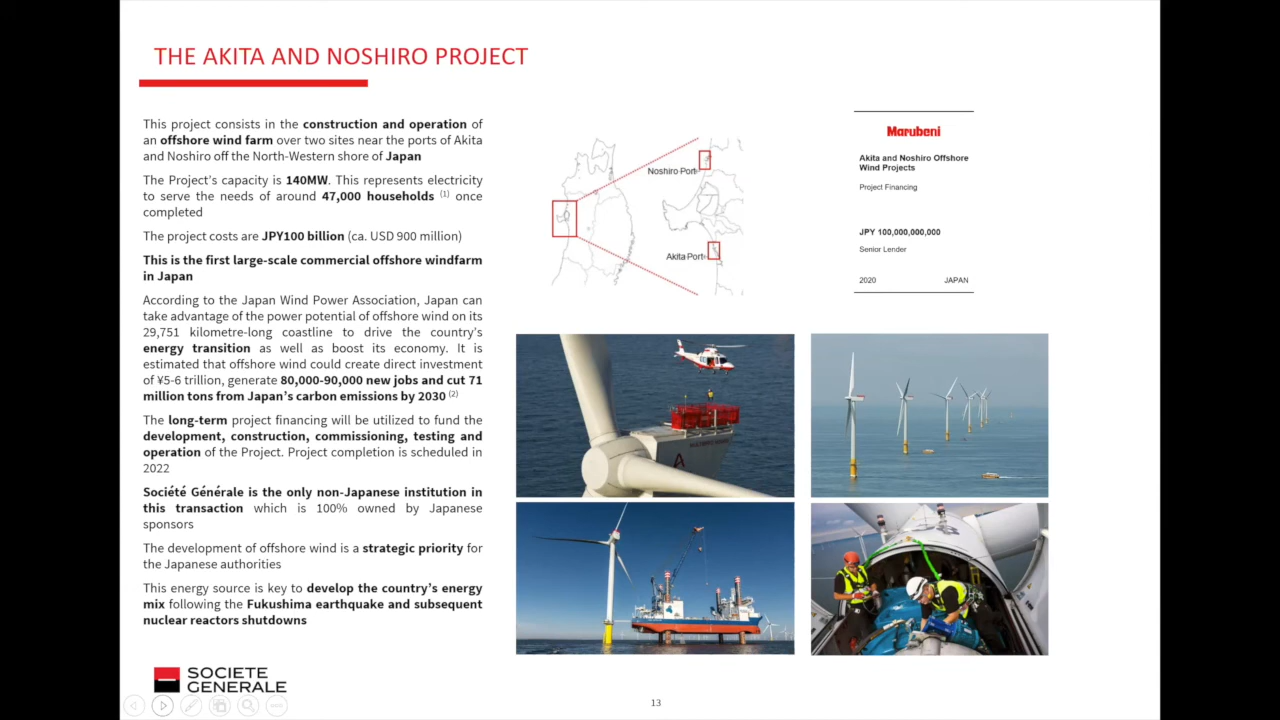 THE AKITA AND NOSHIRO PROJECT
This project consists in the construction and operation of
an offshore wind farm over two sites near the ports of Akita
and Noshiro off the North-Western shore of Japan
The Project's capacity is 140MW. This represents electricity
to serve the needs of around 47,000 households (1) once
completed
The project costs are JPY100 billion (ca. USD 900 million)
This is the first large-scale commercial offshore windfarm
in Japan
According to the Japan Wind Power Association, Japan can
take advantage of the power potential of offshore wind on its
29,751 kilometre-long coastline to drive the country's
energy transition as well as boost its economy. It is
estimated that offshore wind could create direct investment
of ¥5-6 trillion, generate 80,000-90,000 new jobs and cut 71
million tons from Japan's carbon emissions by 2030 (2)
The long-term project financing will be utilized to fund the
development, construction, commissioning, testing and
operation of the Project. Project completion is scheduled in
2022
Société Générale is the only non-Japanese institution in
this transaction which is 100% owned by Japanese
sponsors
The development of offshore wind is a strategic priority for
the Japanese authorities
This energy source is key to develop the country's energy
mix following the Fukushima earthquake and subsequent
nuclear reactors shutdowns
Noshiro Port
Akita Port
Marubeni
Akita and Noshiro Offshore
Wind Projects
Project Financing
JPY 100,000,000,000
Senior Lender
2020 JAPAN
SOCIETE
GENERALE
13